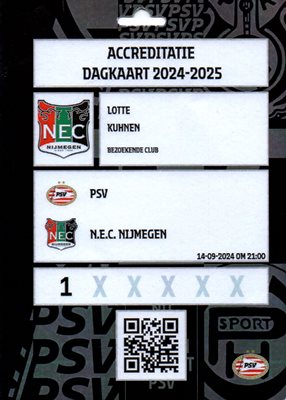 ACCREDITATIE
DAGKAART 2024-2025
NEC
NIJMEGEN
LOTTE
KUHNEN
BEZOEKENDE CLUB
PSV
PSV
NEC
NIJMEGEN
N.E.C. NIJMEGEN
14-09-2024 OM 21:00
1 X X X X X
PSV
SPORT
PSV